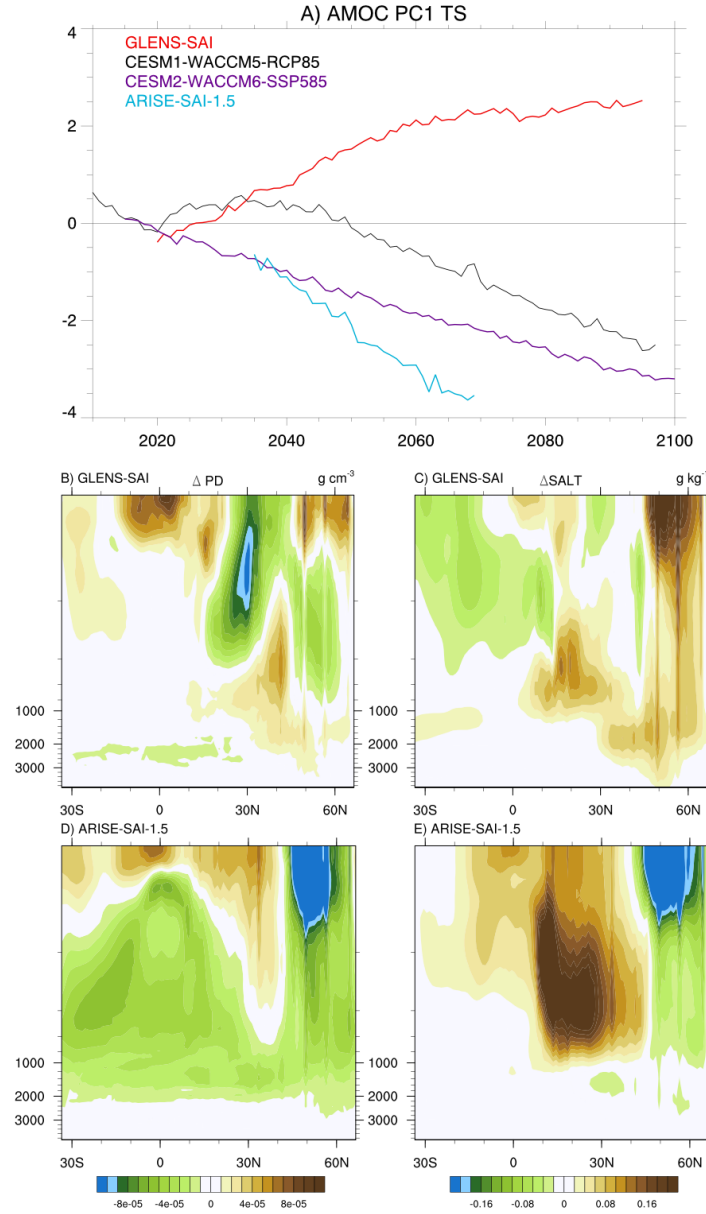 A) AMOC PC1 TS
4
2
0
-2
-4
GLENS-SAI
CESM1-WACCM5-RCP85
CESM2-WACCM6-SSP585
ARISE-SAI-1.5
2020 2040 2060 2080 2100
B) GLENS-SAI Δ PD g cm⁻³
1000
2000
3000
30S 0 30N 60N
C) GLENS-SAI ΔSALT g kg⁻
1000
2000
3000
30S 0 30N 60N
D) ARISE-SAI-1.5
1000
2000
3000
30S 0 30N 60N
E) ARISE-SAI-1.5
1000
2000
3000
30S 0 30N 60N
-8e-05 -4e-05 0 4e-05 8e-05
-0.16 -0.08 0 0.08 0.16